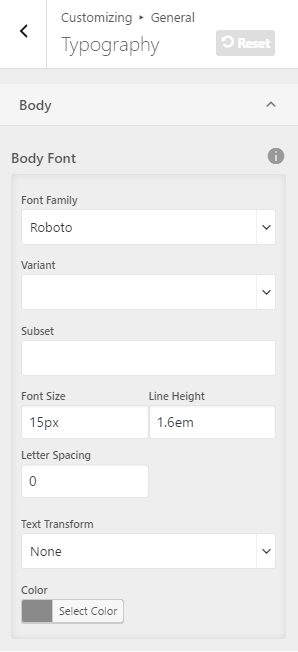 Customizing ▸ General
Typography
Reset
Body
Body Font
Font Family
Roboto
Variant
Subset
Font Size Line Height
15px 1.6em
Letter Spacing
0
Text Transform
None
Color
Select Color